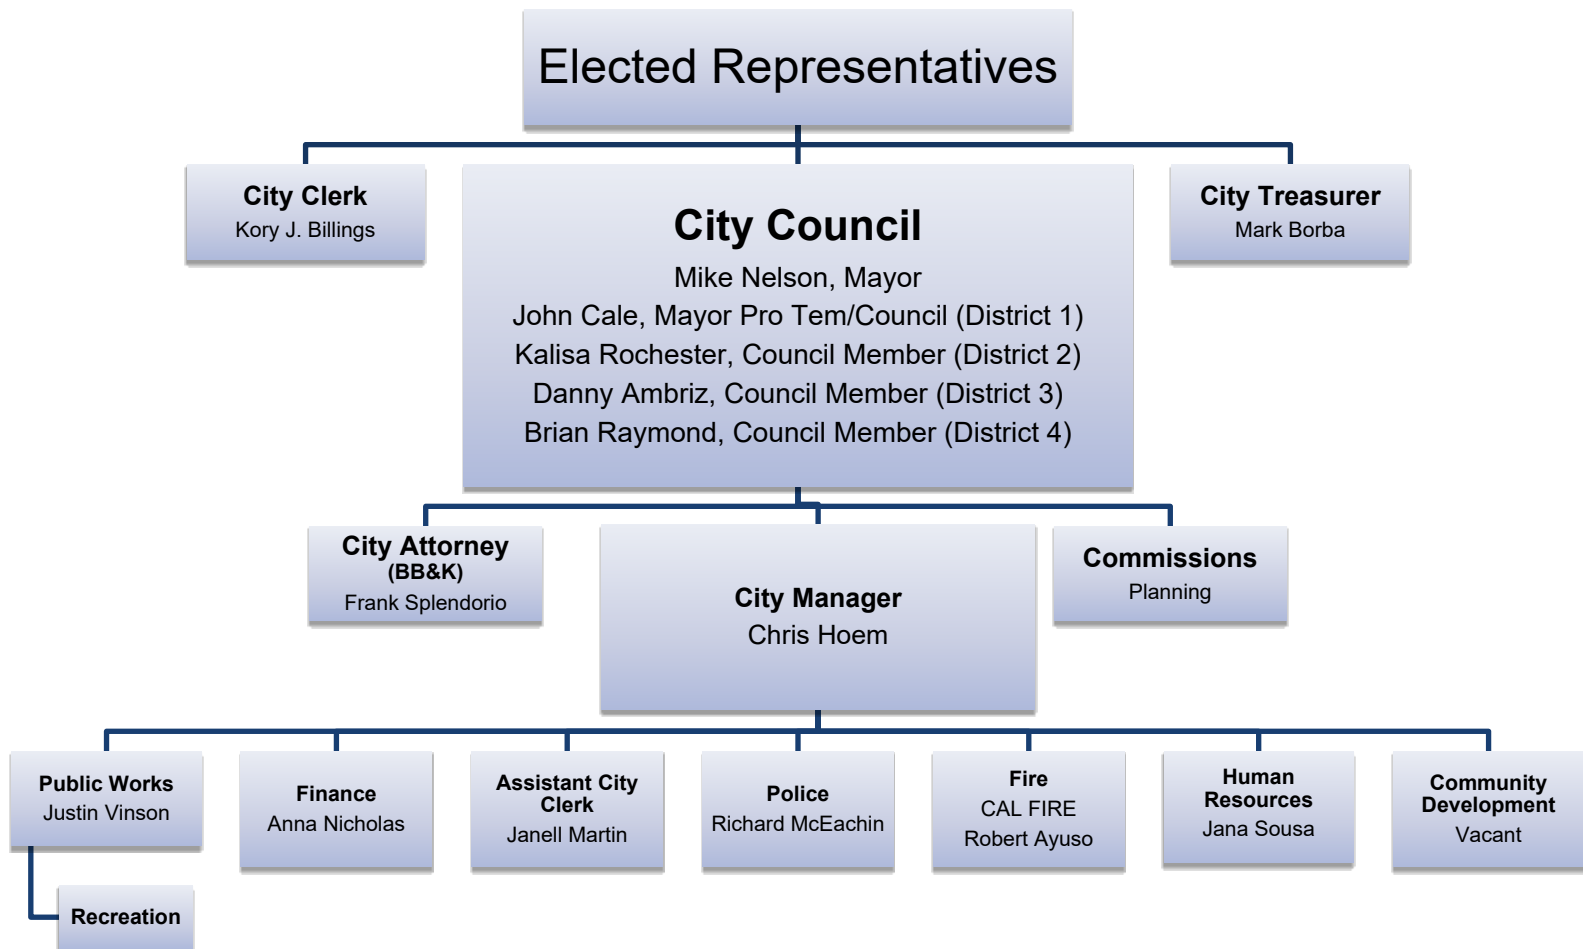 Elected Representatives
City Clerk
Kory J. Billings
City Council
Mike Nelson, Mayor
John Cale, Mayor Pro Tem/Council (District 1)
Kalisa Rochester, Council Member (District 2)
Danny Ambriz, Council Member (District 3)
Brian Raymond, Council Member (District 4)
City Treasurer
Mark Borba
City Attorney
(BB&K)
Frank Splendorio
City Manager
Chris Hoem
Commissions
Planning
Public Works
Justin Vinson
Finance
Anna Nicholas
Assistant City
Clerk
Janell Martin
Police
Richard McEachin
Fire
CAL FIRE
Robert Ayuso
Human
Resources
Jana Sousa
Community
Development
Vacant
Recreation